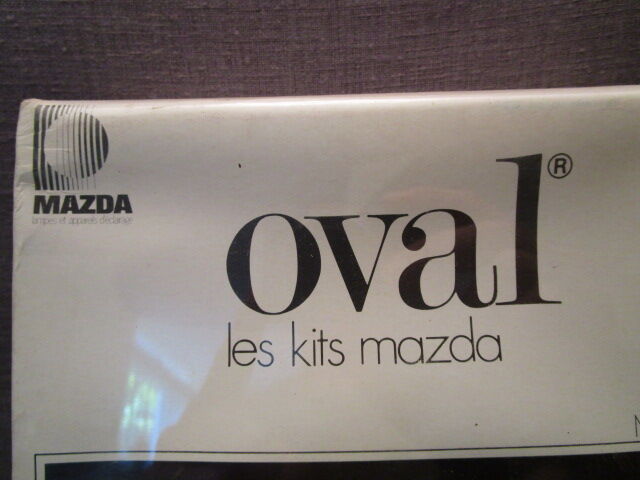 MAZDA
lampes et appareils d'éclairage
oval®
les kits mazda